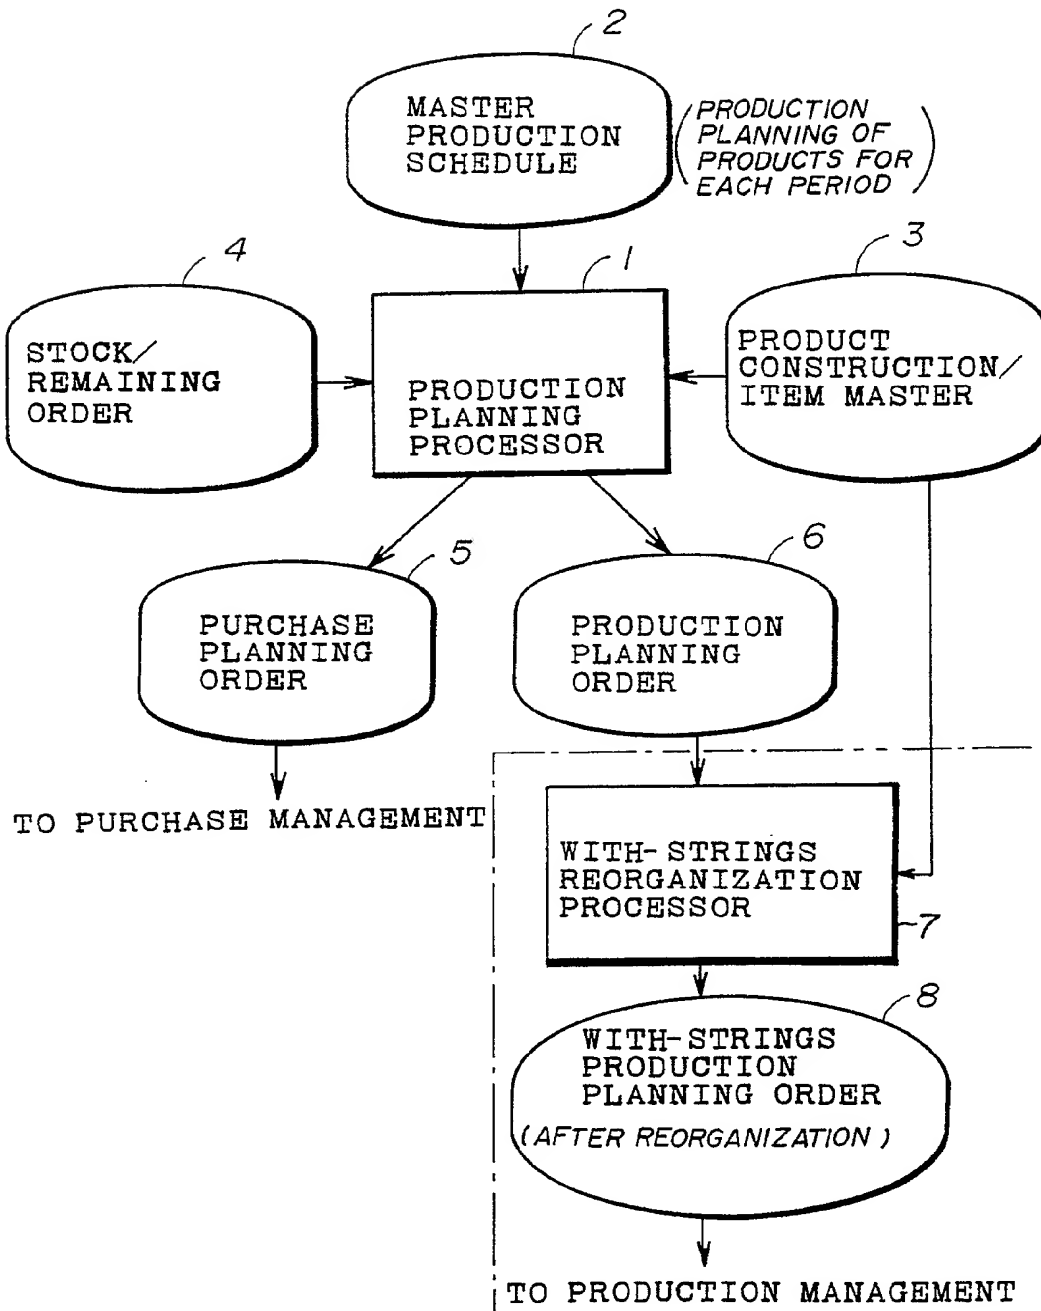 2
MASTER
PRODUCTION
SCHEDULE
(PRODUCTION
PLANNING OF
PRODUCTS FOR
EACH PERIOD)
4
1
3
STOCK/
REMAINING
ORDER
PRODUCTION
PLANNING
PROCESSOR
PRODUCT
CONSTRUCTION/
ITEM MASTER
5
6
PURCHASE
PLANNING
ORDER
PRODUCTION
PLANNING
ORDER
TO PURCHASE MANAGEMENT
WITH-STRINGS
REORGANIZATION
PROCESSOR
7
8
WITH-STRINGS
PRODUCTION
PLANNING ORDER
(AFTER REORGANIZATION)
TO PRODUCTION MANAGEMENT